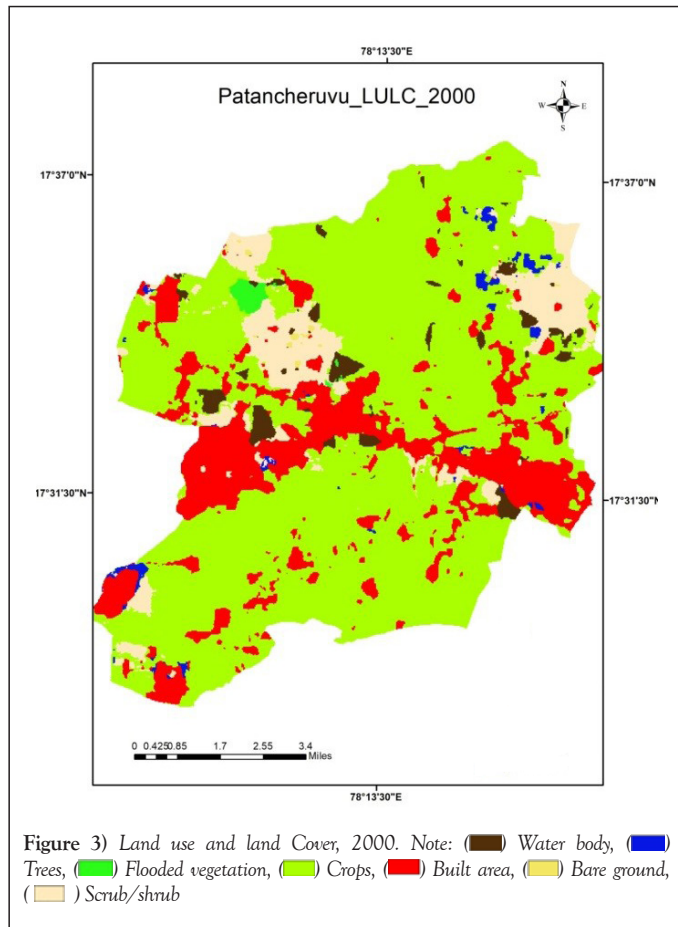 78°13'30"E
Patancheruvu_LULC_2000
N
W E
S
17°37'0"N
17°37'0"N
17°31'30"N
17°31'30"N
0 0.425 0.85 1.7 2.55 3.4
Miles
78°13'30"E
Figure 3) Land use and land Cover, 2000. Note: ( ) Water body, ( )
Trees, ( ) Flooded vegetation, ( ) Crops, ( ) Built area, ( ) Bare ground,
( ) Scrub/shrub